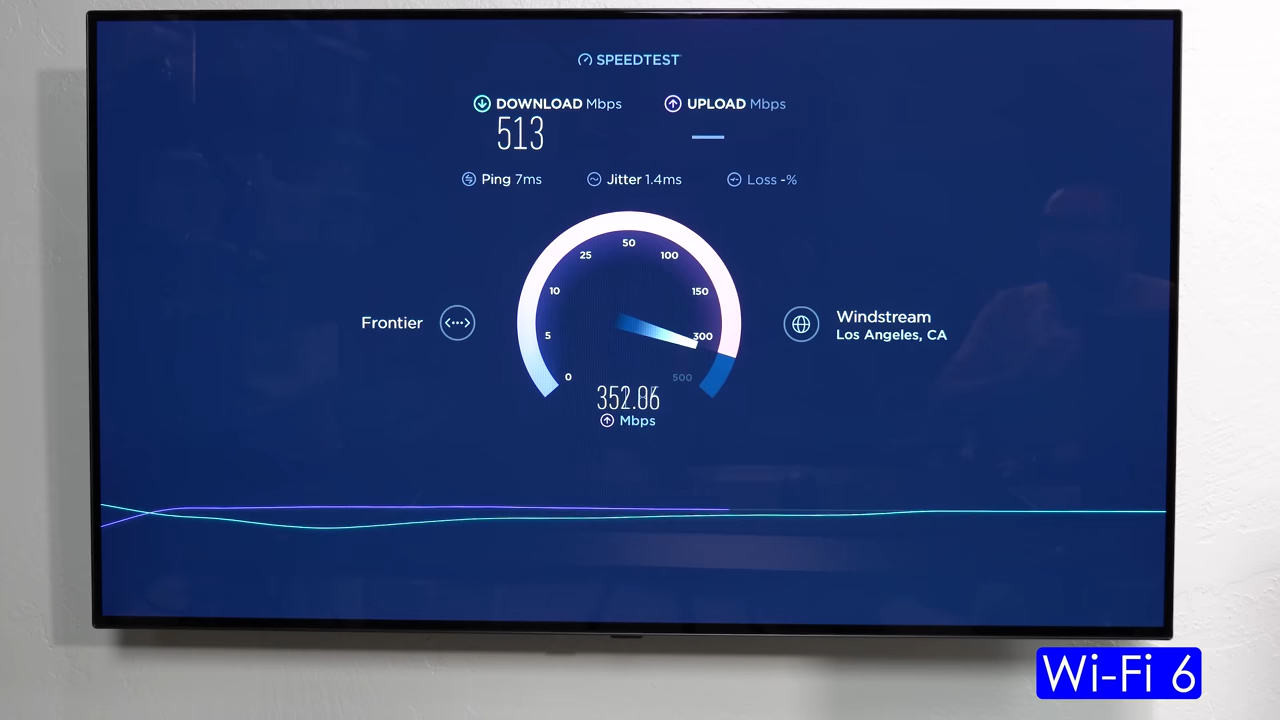 SPEEDTEST
DOWNLOAD Mbps
513
UPLOAD Mbps
—
Ping 7ms
Jitter 1.4ms
Loss -%
0
5
10
25
50
100
150
300
500
Frontier
352.06
Mbps
Windstream
Los Angeles, CA
Wi-Fi 6